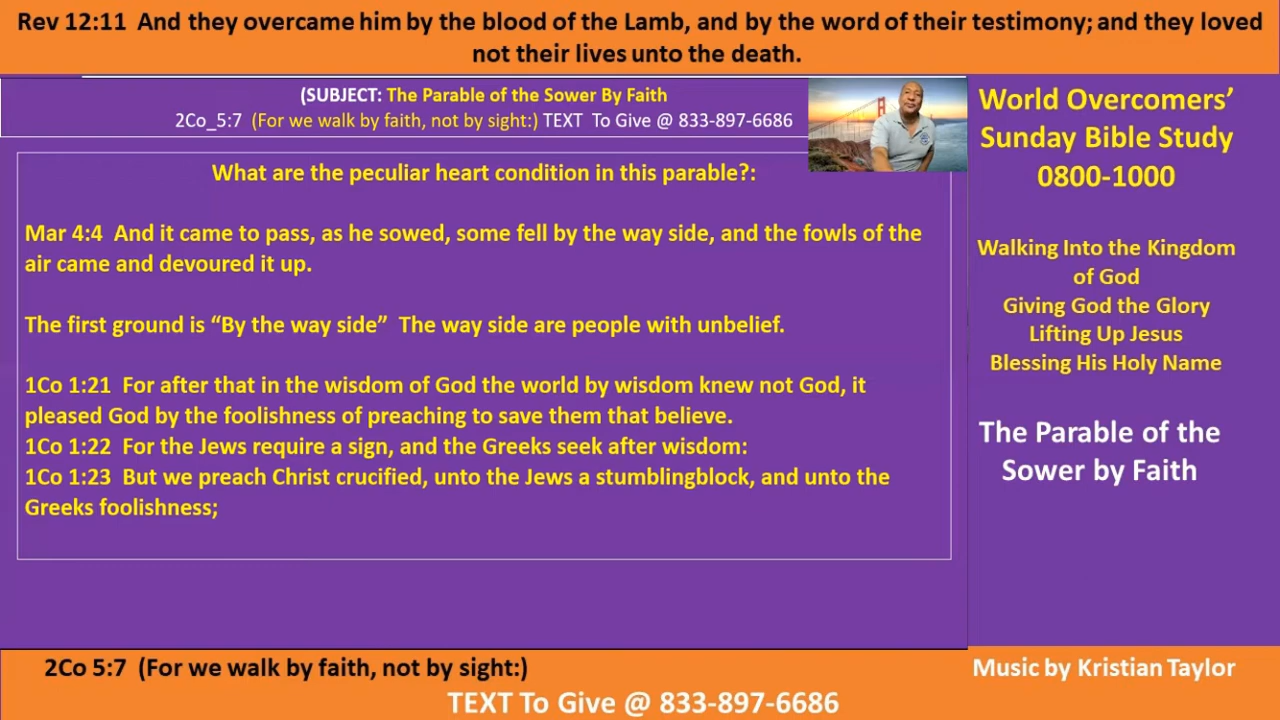 Rev 12:11  And they overcame him by the blood of the Lamb, and by the word of their testimony; and they loved
not their lives unto the death.
(SUBJECT: The Parable of the Sower By Faith
2Co_5:7  (For we walk by faith, not by sight:) TEXT  To Give @ 833-897-6686
What are the peculiar heart condition in this parable?:
Mar 4:4  And it came to pass, as he sowed, some fell by the way side, and the fowls of the
air came and devoured it up.
The first ground is “By the way side”  The way side are people with unbelief.
1Co 1:21  For after that in the wisdom of God the world by wisdom knew not God, it
pleased God by the foolishness of preaching to save them that believe.
1Co 1:22  For the Jews require a sign, and the Greeks seek after wisdom:
1Co 1:23  But we preach Christ crucified, unto the Jews a stumblingblock, and unto the
Greeks foolishness;
World Overcomers’
Sunday Bible Study
0800-1000
Walking Into the Kingdom
of God
Giving God the Glory
Lifting Up Jesus
Blessing His Holy Name
The Parable of the
Sower by Faith
2Co 5:7  (For we walk by faith, not by sight:)
Music by Kristian Taylor
TEXT To Give @ 833-897-6686